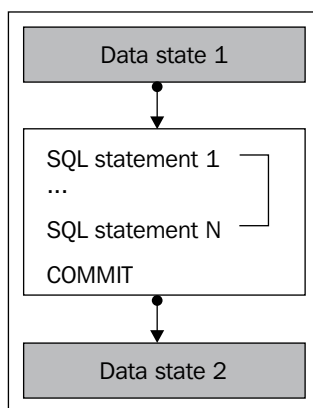 Data state 1
SQL statement 1
...
SQL statement N
COMMIT
Data state 2